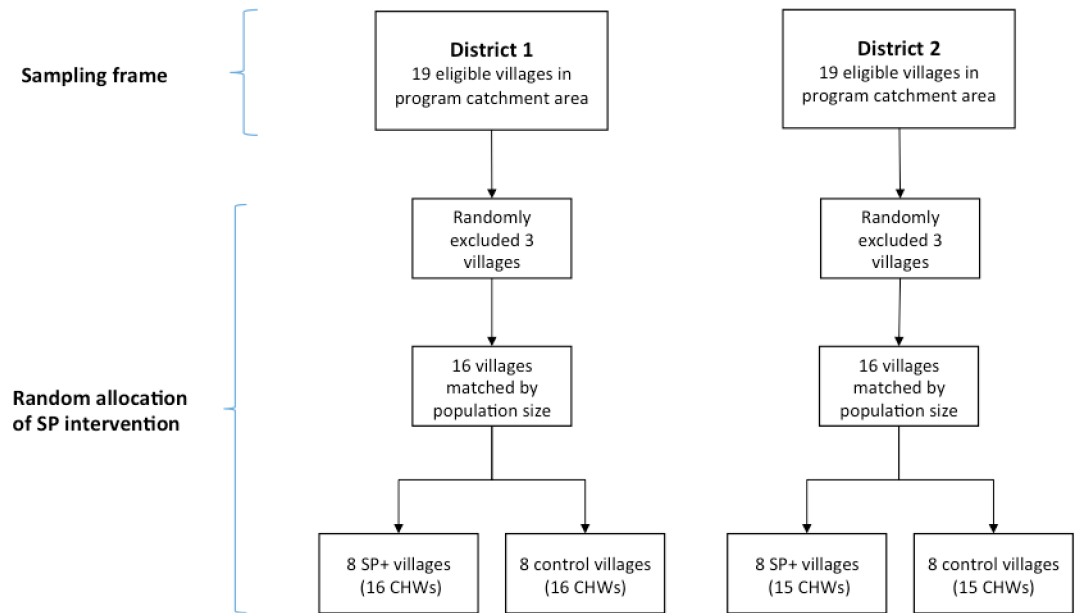 Sampling frame
District 1
19 eligible villages in
program catchment area
District 2
19 eligible villages in
program catchment area
Randomly
excluded 3
villages
Randomly
excluded 3
villages
Random allocation
of SP intervention
16 villages
matched by
population size
16 villages
matched by
population size
8 SP+ villages
(16 CHWs)
8 control villages
(16 CHWs)
8 SP+ villages
(15 CHWs)
8 control villages
(15 CHWs)